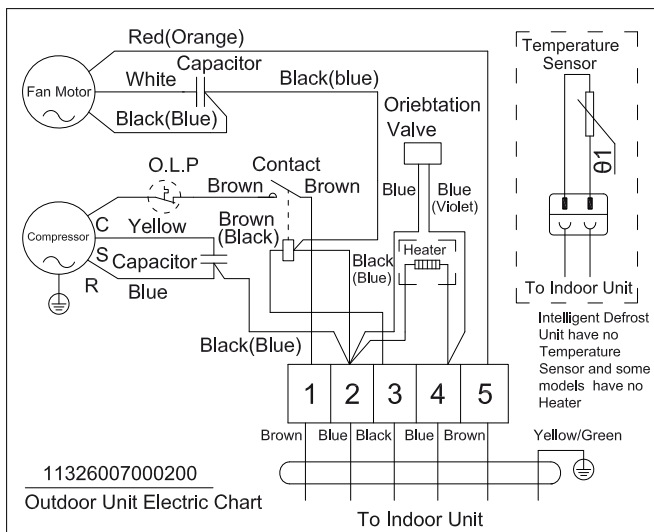 Red(Orange)
Fan Motor
White
Capacitor
Black(blue)
Black(Blue)
Oriebtation
Valve
Temperature
Sensor
θ1
O.L.P
Contact
Brown
Brown
Blue
Blue
(Violet)
Compressor
C
Yellow
Brown
(Black)
S
Capacitor
R
Blue
Black
(Blue)
Heater
Black(Blue)
To Indoor Unit
Intelligent Defrost
Unit have no
Temperature
Sensor and some
models have no
Heater
1 2 3 4 5
Brown Blue Black Blue Brown
Yellow/Green
11326007000200
Outdoor Unit Electric Chart
To Indoor Unit